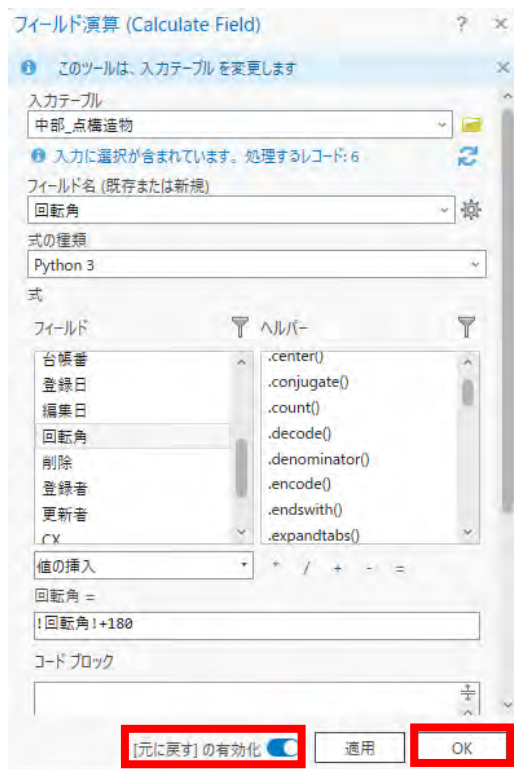 フィールド演算 (Calculate Field) ? ×
このツールは、入力テーブル を変更します ×
入力テーブル
中部_点構造物
入力に選択が含まれています。処理するレコード: 6
フィールド名 (既存または新規)
回転角
式の種類
Python 3
式
フィールド
台帳番
登録日
編集日
回転角
削除
登録者
更新者
CX
ヘルパー
.center()
.conjugate()
.count()
.decode()
.denominator()
.encode()
.endswith()
.expandtabs()
値の挿入 * / + - =
回転角 =
!回転角!+180
コード ブロック
[元に戻す] の有効化 適用 OK